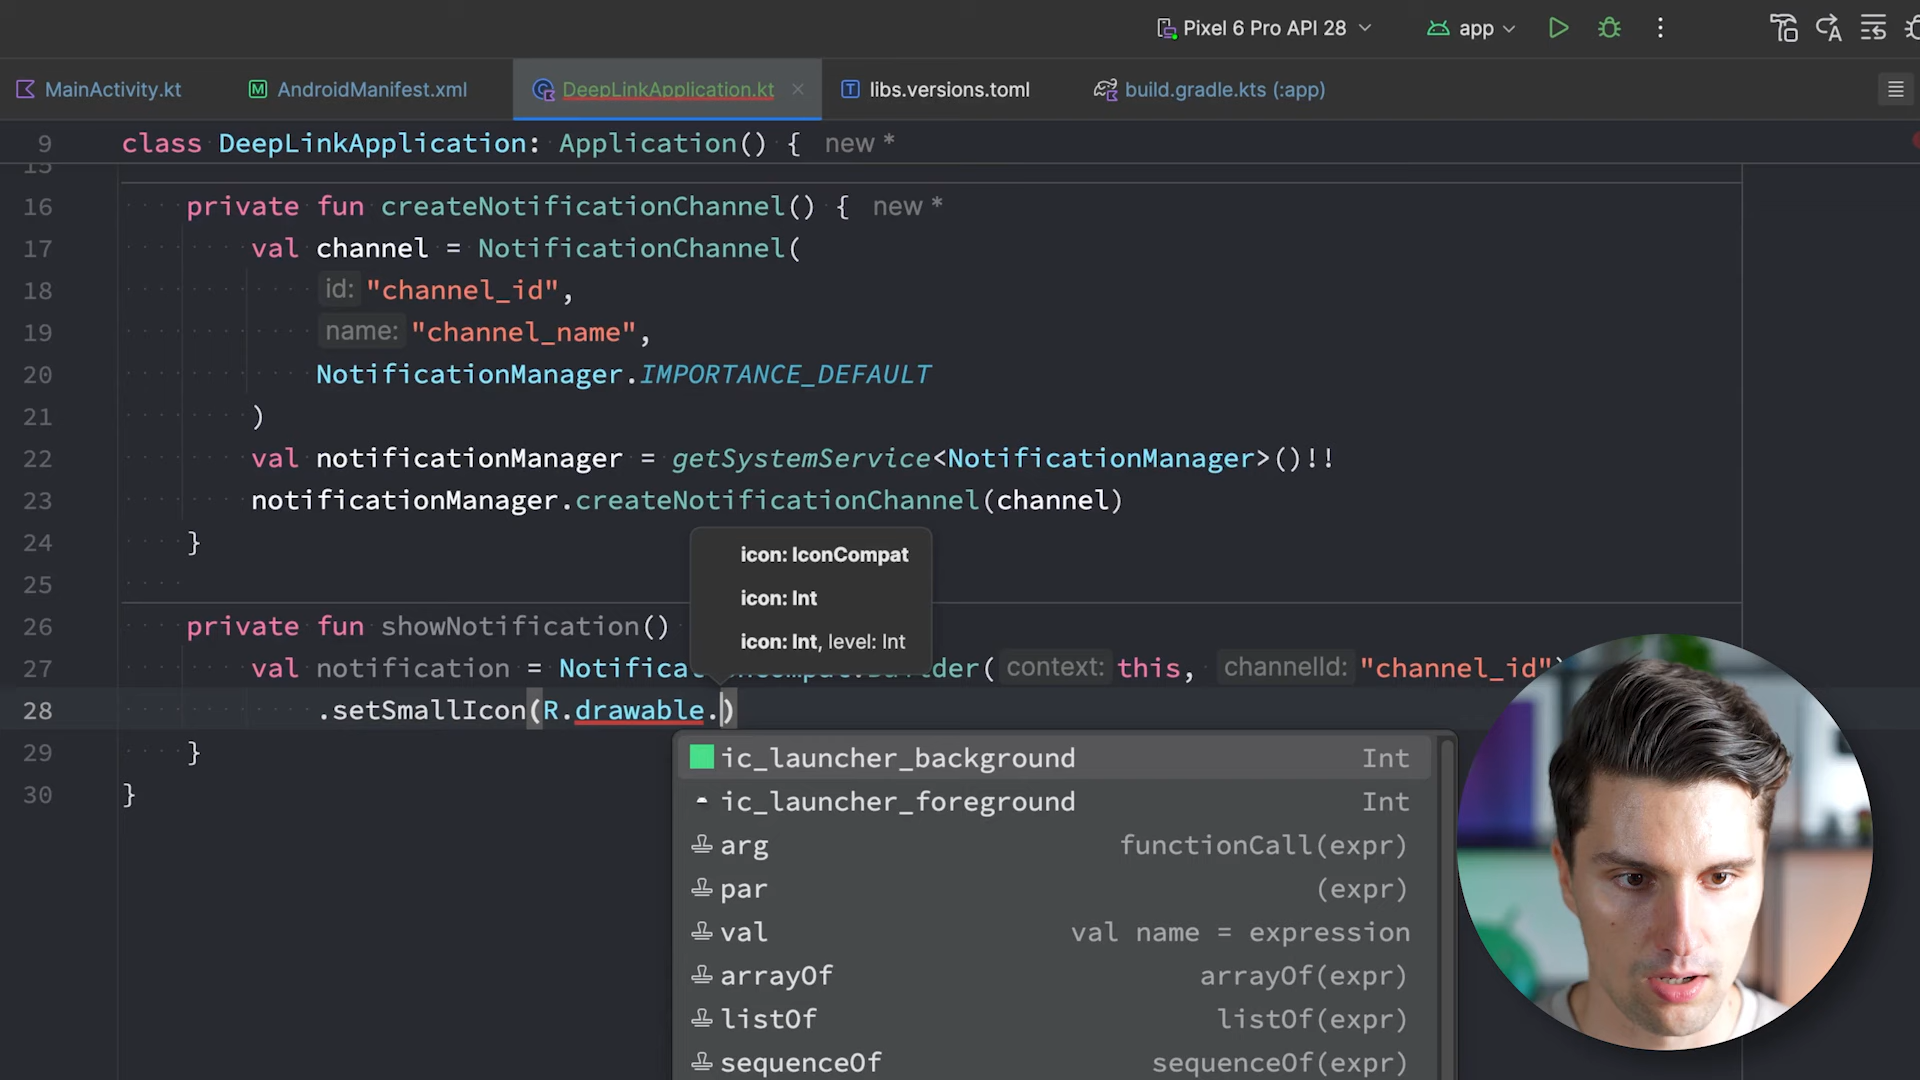 Pixel 6 Pro API 28
app
MainActivity.kt
AndroidManifest.xml
DeepLinkApplication.kt
libs.versions.toml
build.gradle.kts (:app)
9 class DeepLinkApplication: Application() { new *
15
16 private fun createNotificationChannel() { new *
17 val channel = NotificationChannel(
18 id: "channel_id",
19 name: "channel_name",
20 NotificationManager.IMPORTANCE_DEFAULT
21 )
22 val notificationManager = getSystemService<NotificationManager>()!!
23 notificationManager.createNotificationChannel(channel)
24 }
25
icon: IconCompat
icon: Int
icon: Int, level: Int
26 private fun showNotification()
27 val notification = Notificat ( context: this, channelId: "channel_id"
28 .setSmallIcon(R.drawable.)
29 }
30 }
ic_launcher_background Int
ic_launcher_foreground Int
arg functionCall(expr)
par (expr)
val val name = expression
arrayOf arrayOf(expr)
listOf listOf(expr)
sequenceOf sequenceOf(expr)